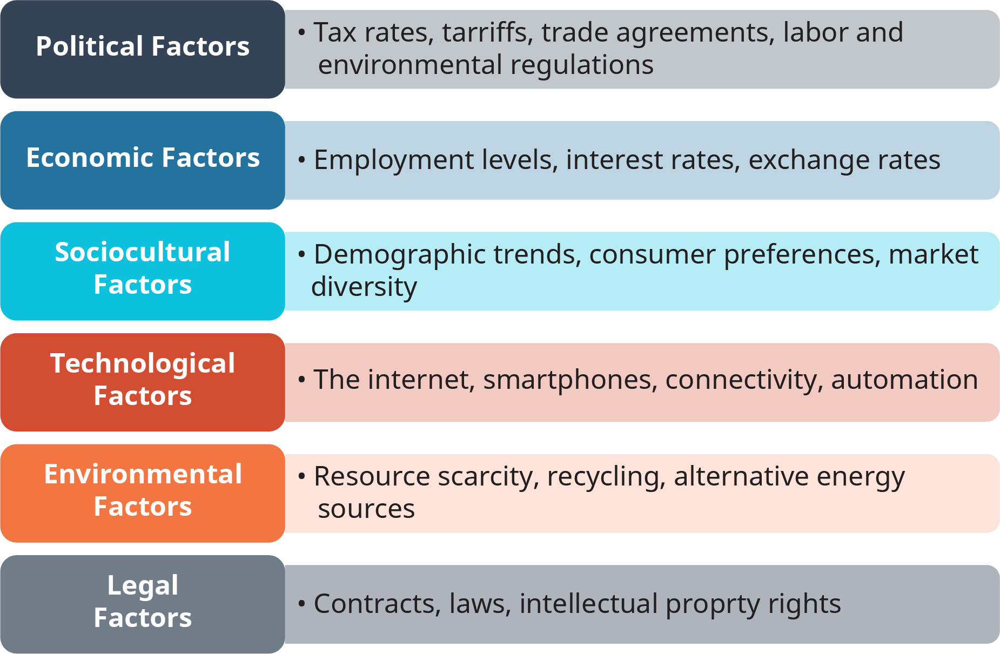 Political Factors
• Tax rates, tarriffs, trade agreements, labor and
environmental regulations
Economic Factors
• Employment levels, interest rates, exchange rates
Sociocultural
Factors
• Demographic trends, consumer preferences, market
diversity
Technological
Factors
• The internet, smartphones, connectivity, automation
Environmental
Factors
• Resource scarcity, recycling, alternative energy
sources
Legal
Factors
• Contracts, laws, intellectual proprty rights